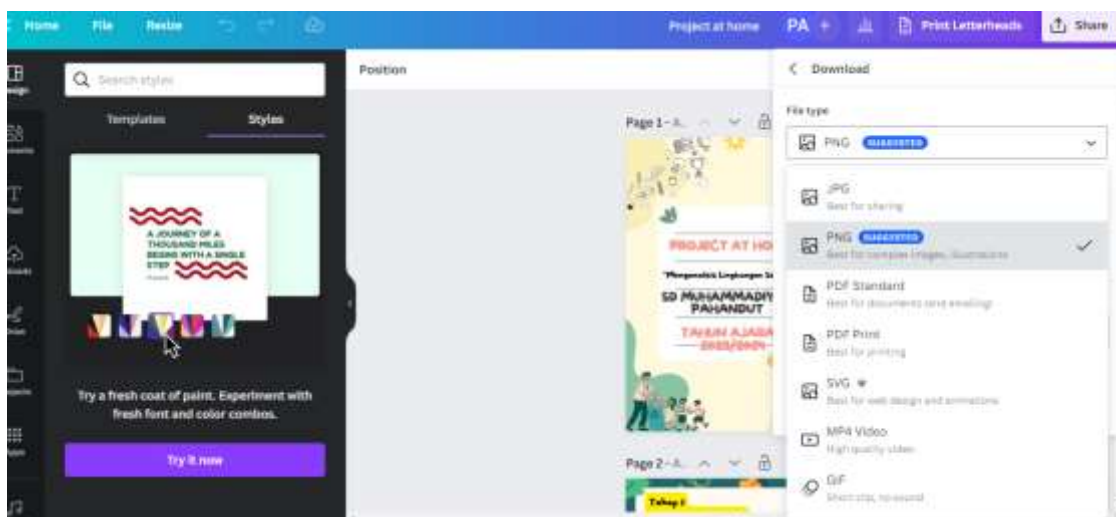 Home File Resize Project at home PA + Print Letterheads Share
Search styles
Templates Styles
A JOURNEY OF A
THOUSAND MILES
BEGINS WITH A SINGLE
STEP
Try a fresh coat of paint. Experiment with
fresh font and color combos.
Try it now
Position
Page 1 - A.
PROJECT AT HO
SD MUHAMMADIY
PAHANDUT
TAHUN AJARA
2023/2024
Page 2 - A.
Tahap 1
Download
File type
PNG SUGGESTED
JPG
Best for sharing
PNG SUGGESTED
Best for complex images, illustrations
PDF Standard
Best for documents (and emailing)
PDF Print
Best for printing
SVG
Best for web design and animations
MP4 Video
High quality video
GIF
Short clip, no sound